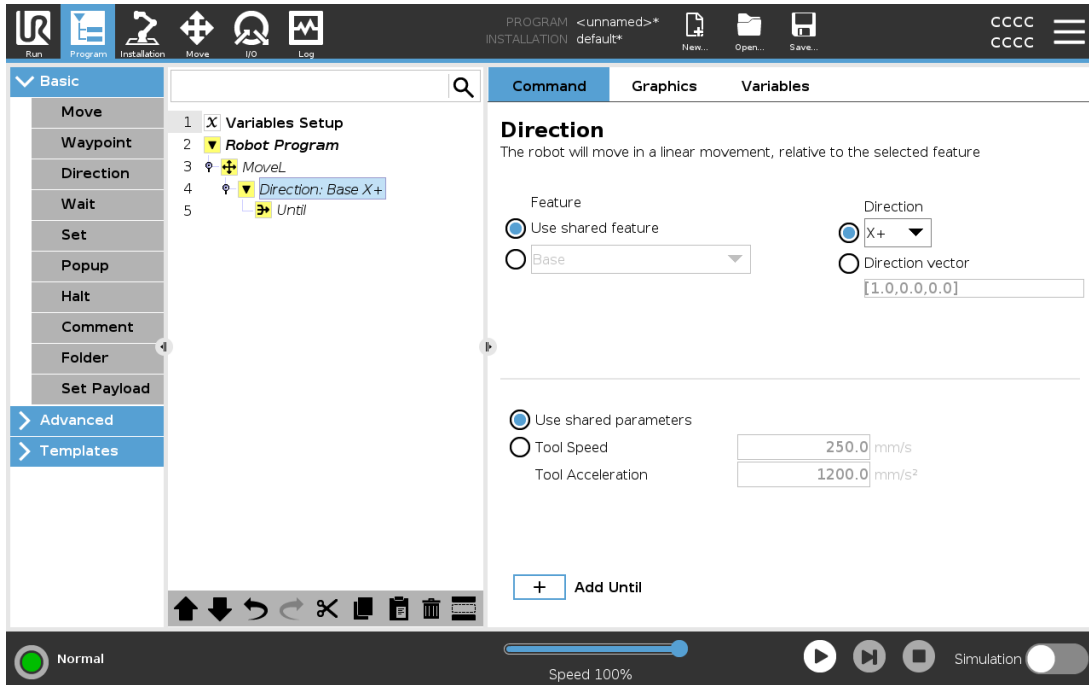 UR
Run
Program
Installation
Move
I/O
Log
PROGRAM <unnamed>*
INSTALLATION default*
New...
Open...
Save...
CCCC
CCCC
Basic
Move
Waypoint
Direction
Wait
Set
Popup
Halt
Comment
Folder
Set Payload
Advanced
Templates
1 X Variables Setup
2 Robot Program
3 MoveL
4 Direction: Base X+
5 Until
Command Graphics Variables
Direction
The robot will move in a linear movement, relative to the selected feature
Feature
Use shared feature
Base
Direction
X+
Direction vector
[1.0,0.0,0.0]
Use shared parameters
Tool Speed 250.0 mm/s
Tool Acceleration 1200.0 mm/s²
+ Add Until
Normal
Speed 100%
Simulation